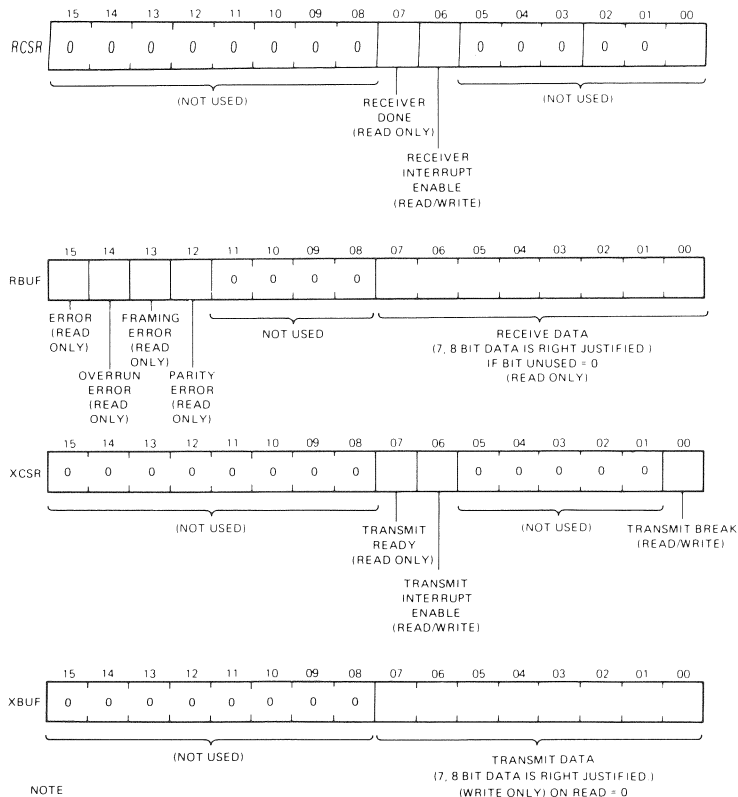 15 14 13 12 11 10 09 08 07 06 05 04 03 02 01 00
RCSR 0 0 0 0 0 0 0 0 0 0 0 0 0
(NOT USED)
RECEIVER
DONE
(READ ONLY)
RECEIVER
INTERRUPT
ENABLE
(READ/WRITE)
(NOT USED)
15 14 13 12 11 10 09 08 07 06 05 04 03 02 01 00
RBUF 0 0 0 0
ERROR
(READ
ONLY)
OVERRUN
ERROR
(READ
ONLY)
FRAMING
ERROR
(READ
ONLY)
PARITY
ERROR
(READ
ONLY)
NOT USED
RECEIVE DATA
(7, 8 BIT DATA IS RIGHT JUSTIFIED.)
IF BIT UNUSED = 0
(READ ONLY)
15 14 13 12 11 10 09 08 07 06 05 04 03 02 01 00
XCSR 0 0 0 0 0 0 0 0 0 0 0 0 0
(NOT USED)
TRANSMIT
READY
(READ ONLY)
TRANSMIT
INTERRUPT
ENABLE
(READ/WRITE)
(NOT USED)
TRANSMIT BREAK
(READ/WRITE)
15 14 13 12 11 10 09 08 07 06 05 04 03 02 01 00
XBUF 0 0 0 0 0 0 0 0
(NOT USED)
TRANSMIT DATA
(7, 8 BIT DATA IS RIGHT JUSTIFIED.)
(WRITE ONLY) ON READ = 0
NOTE